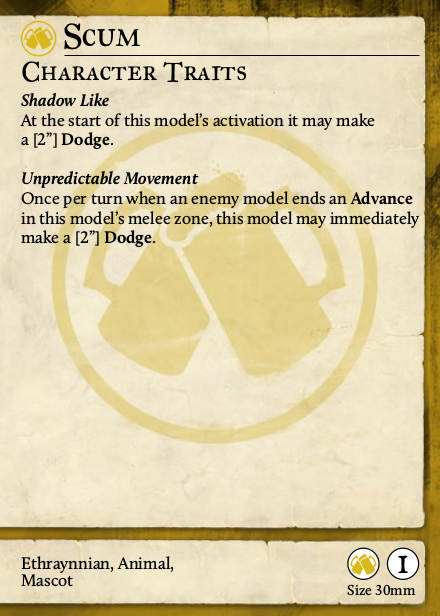 Scum
Character Traits
Shadow Like
At the start of this model’s activation it may make
a [2”] Dodge.
Unpredictable Movement
Once per turn when an enemy model ends an Advance
in this model’s melee zone, this model may immediately
make a [2”] Dodge.
Ethraynnian, Animal,
Mascot
1
Size 30mm